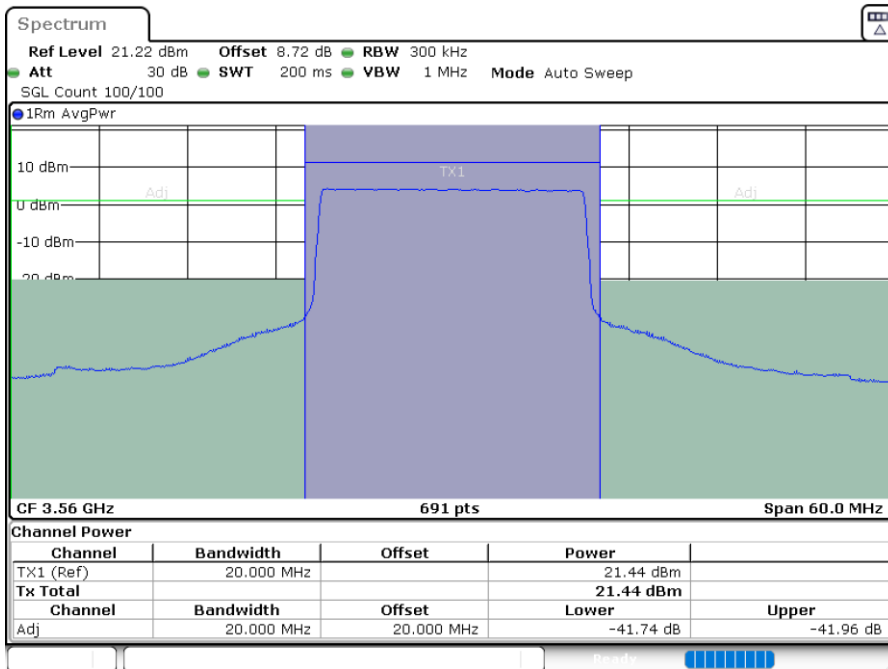 Spectrum
Ref Level 21.22 dBm Offset 8.72 dB RBW 300 kHz
Att 30 dB SWT 200 ms VBW 1 MHz Mode Auto Sweep
SGL Count 100/100
1Rm AvgPwr
10 dBm
TX1
Adj Adj
0 dBm
-10 dBm
-20 dBm
CF 3.56 GHz 691 pts Span 60.0 MHz
Channel Power
Channel Bandwidth Offset Power
TX1 (Ref) 20.000 MHz 21.44 dBm
Tx Total 21.44 dBm
Channel Bandwidth Offset Lower Upper
Adj 20.000 MHz 20.000 MHz -41.74 dB -41.96 dB
Ready